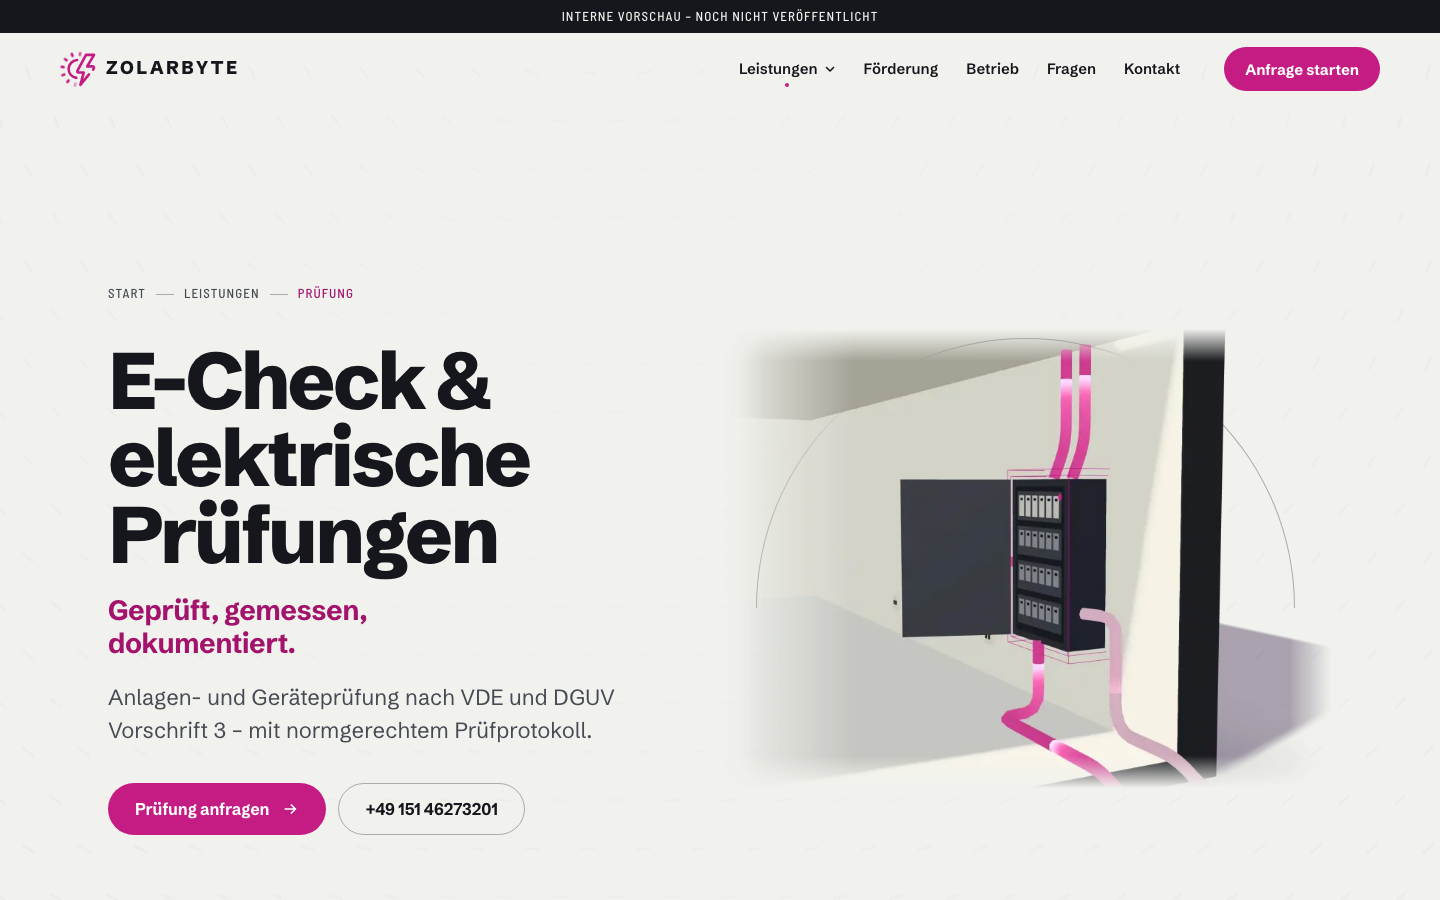 INTERNE VORSCHAU – NOCH NICHT VERÖFFENTLICHT
ZOLARBYTE
Leistungen
Förderung
Betrieb
Fragen
Kontakt
Anfrage starten
START — LEISTUNGEN — PRÜFUNG
E-Check &
elektrische
Prüfungen
Geprüft, gemessen,
dokumentiert.
Anlagen- und Geräteprüfung nach VDE und DGUV
Vorschrift 3 – mit normgerechtem Prüfprotokoll.
Prüfung anfragen →
+49 151 46273201